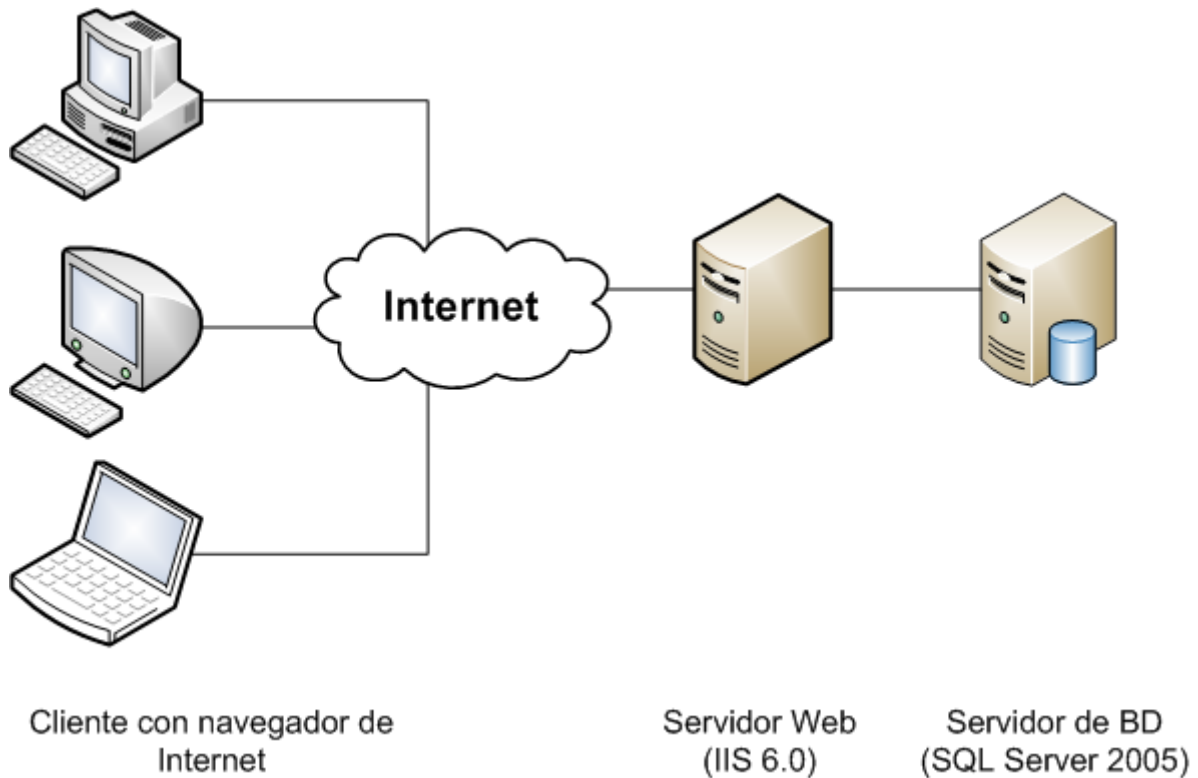 Internet
Cliente con navegador de
Internet
Servidor Web
(IIS 6.0)
Servidor de BD
(SQL Server 2005)